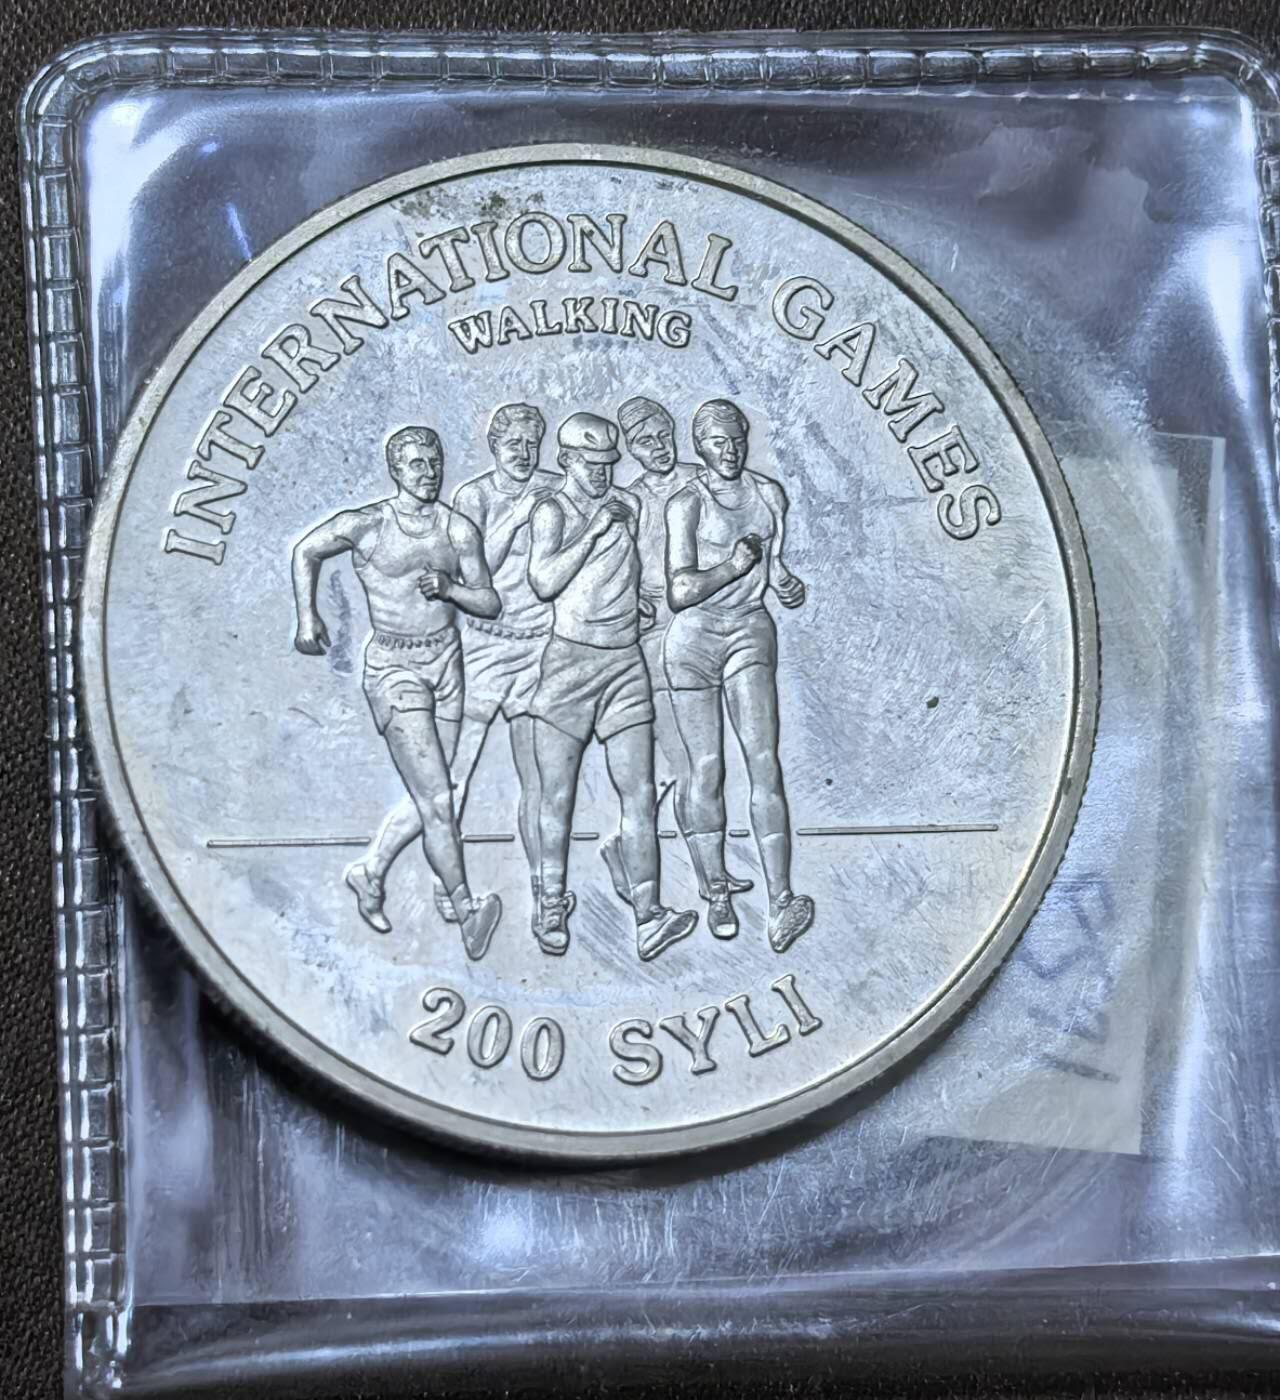 INTERNATIONAL GAMES
WALKING
200 SYLI